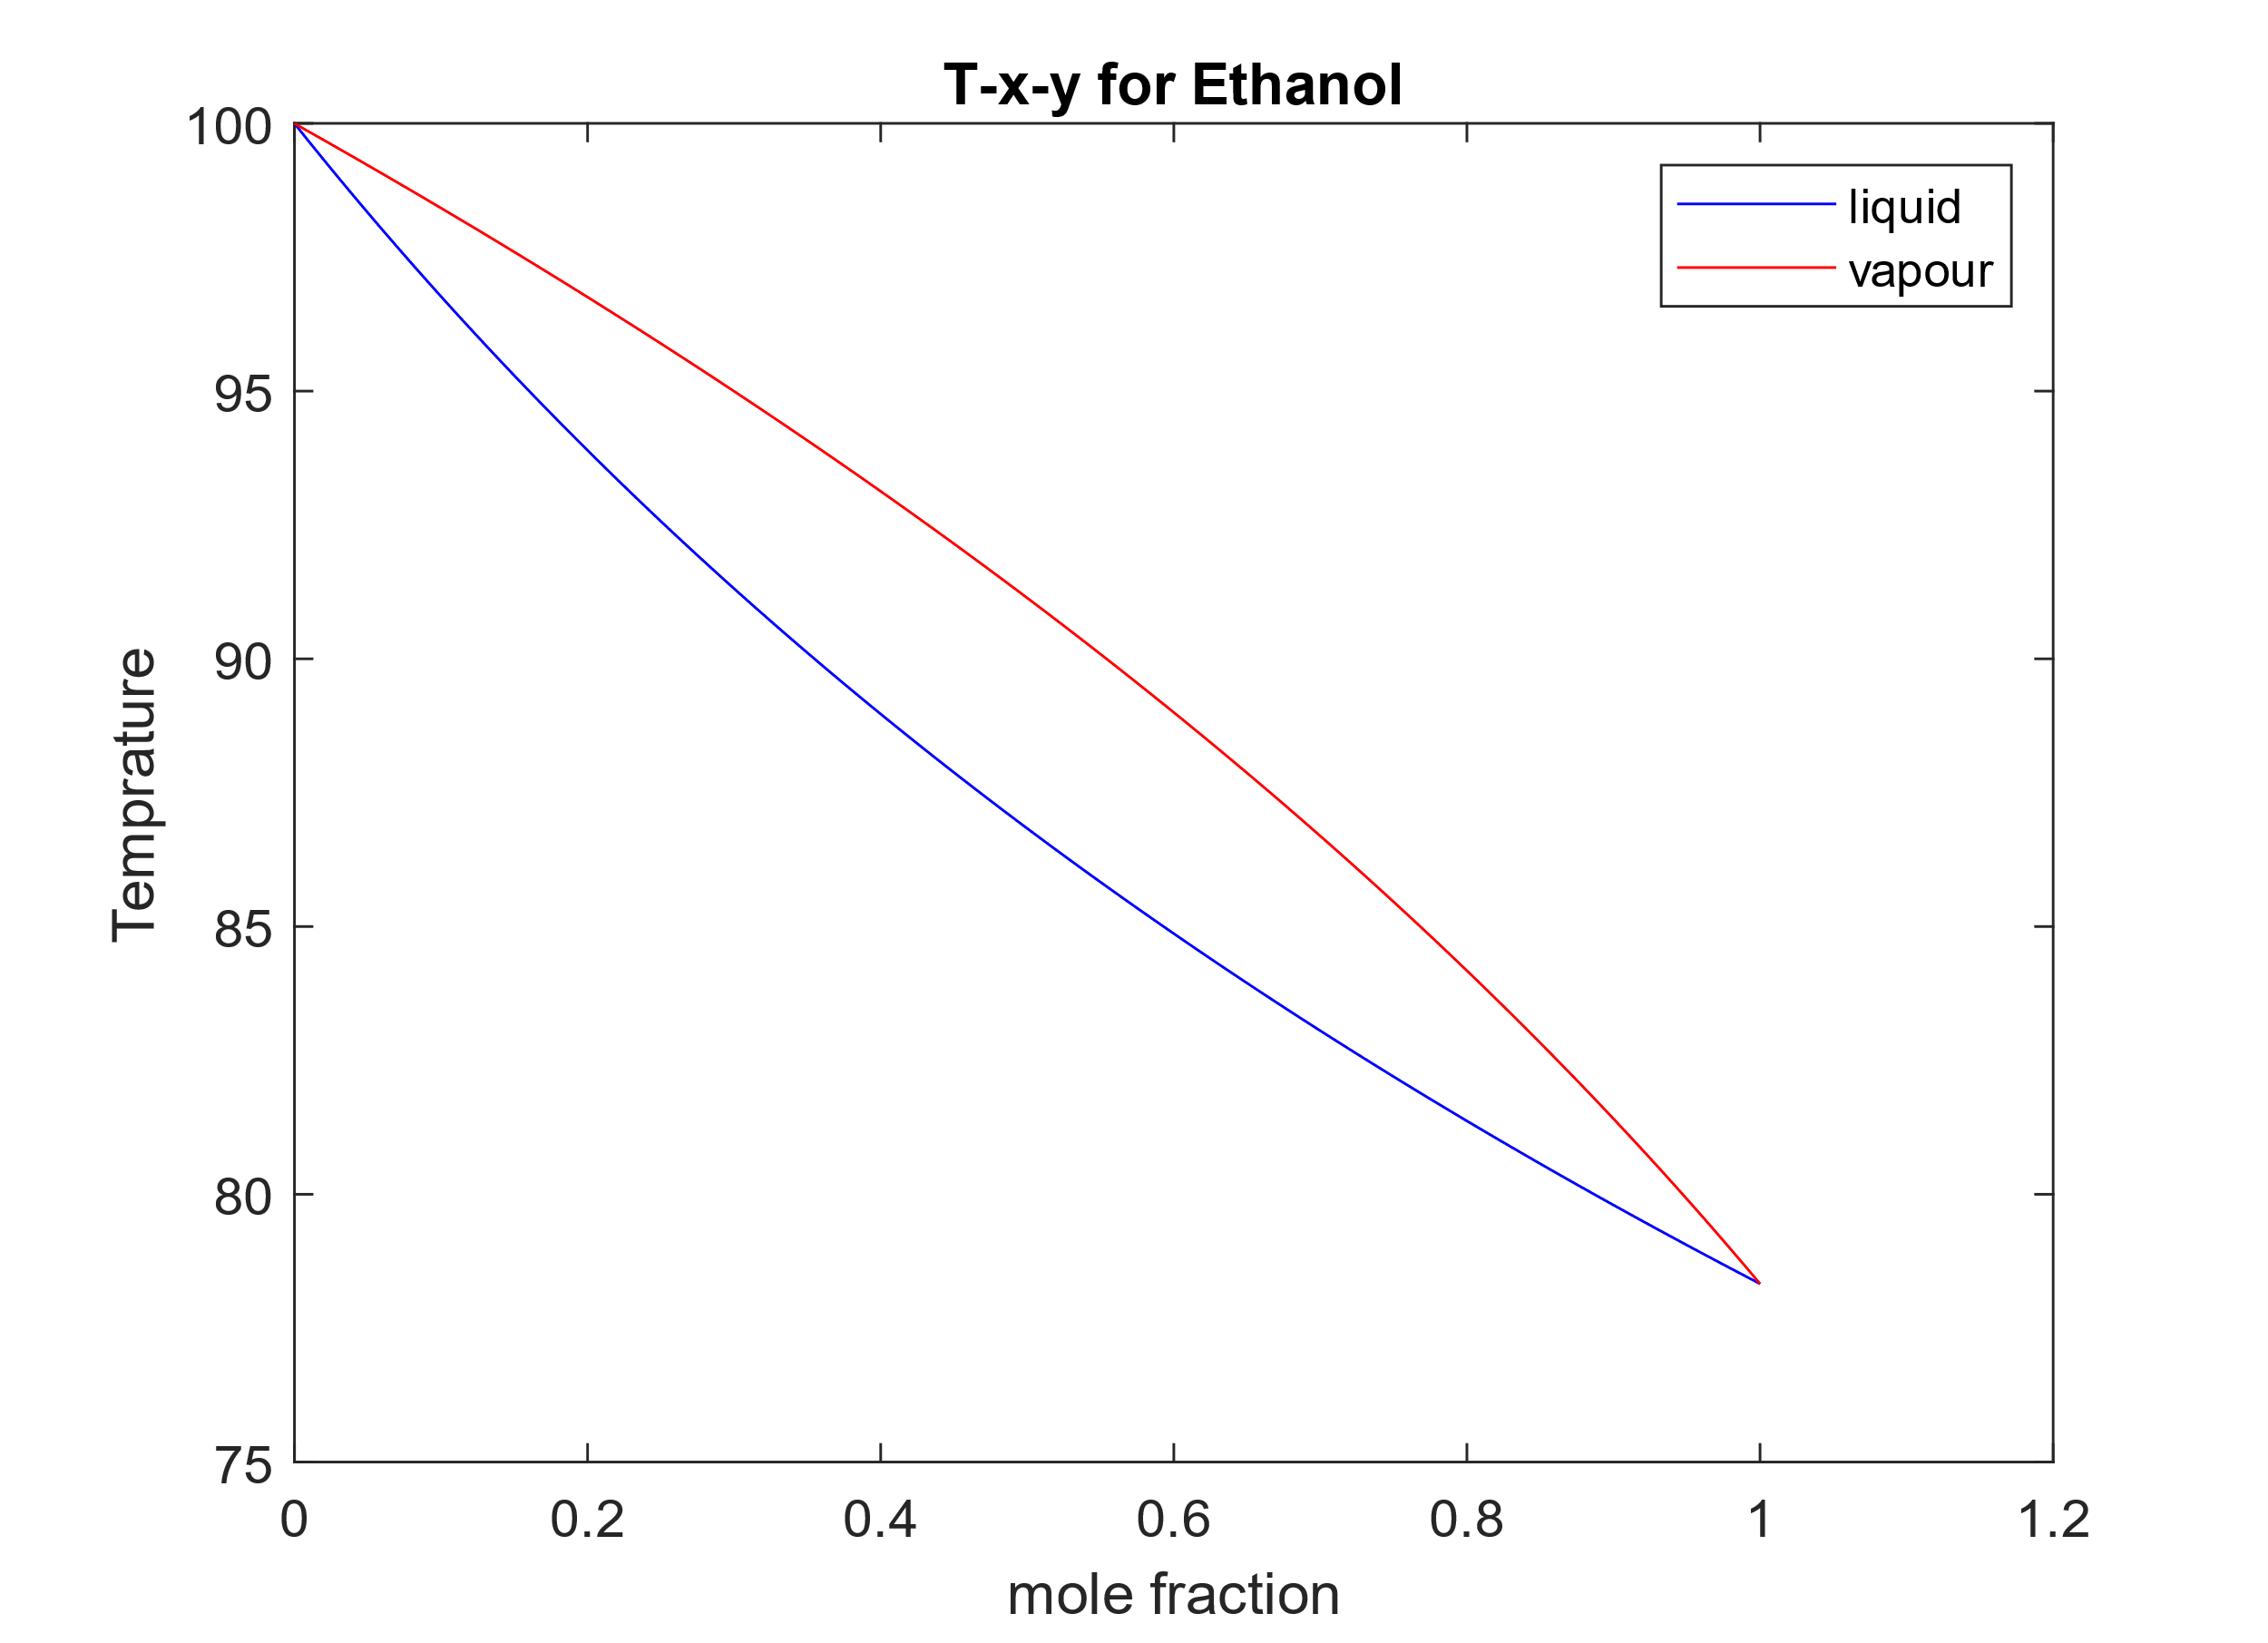 T-x-y for Ethanol
liquid
vapour
Temprature
100
95
90
85
80
75
0 0.2 0.4 0.6 0.8 1 1.2
mole fraction